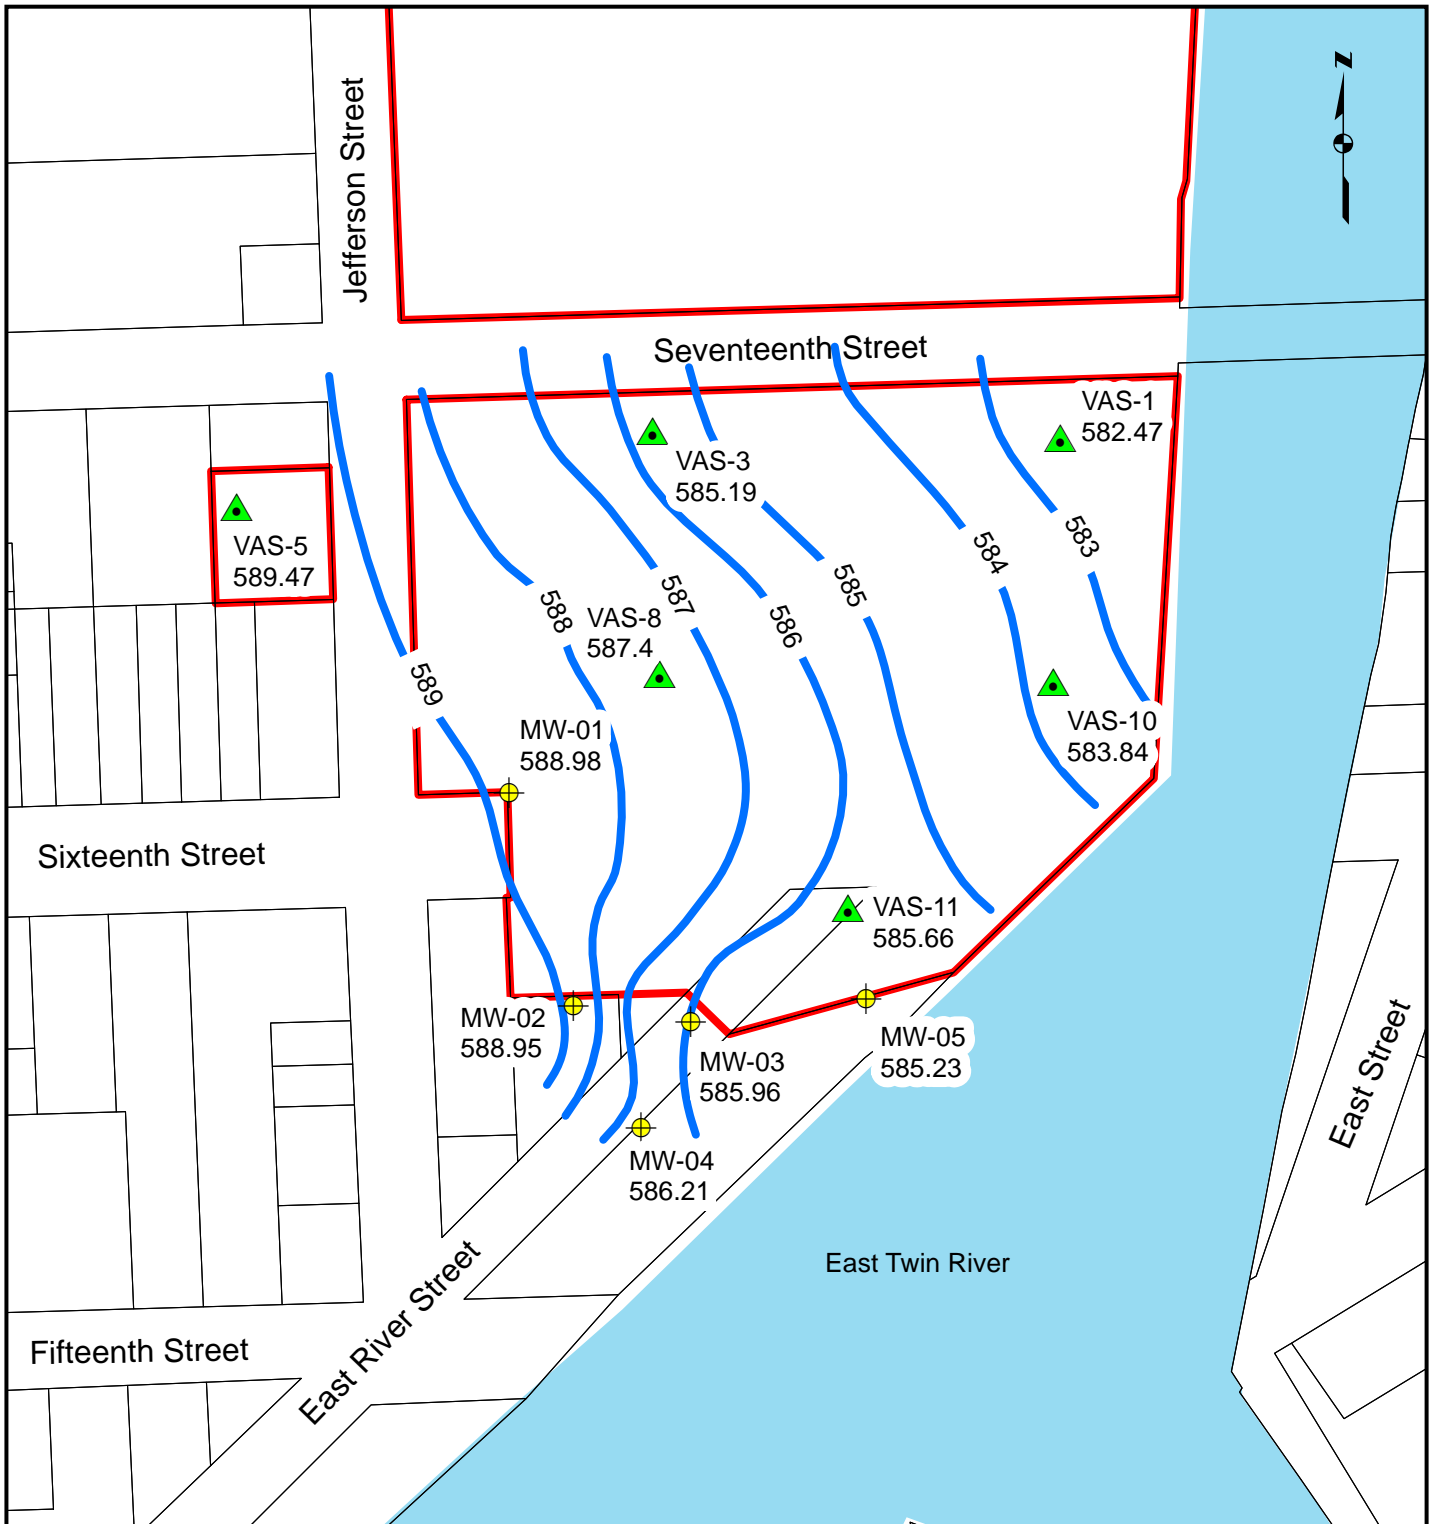 N
Jefferson Street
Seventeenth Street
VAS-1
582.47
VAS-3
585.19
VAS-5
589.47
583
584
585
586
587
588
589
VAS-8
587.4
MW-01
588.98
VAS-10
583.84
Sixteenth Street
VAS-11
585.66
MW-02
588.95
MW-03
585.96
MW-05
585.23
MW-04
586.21
East Street
East Twin River
East River Street
Fifteenth Street